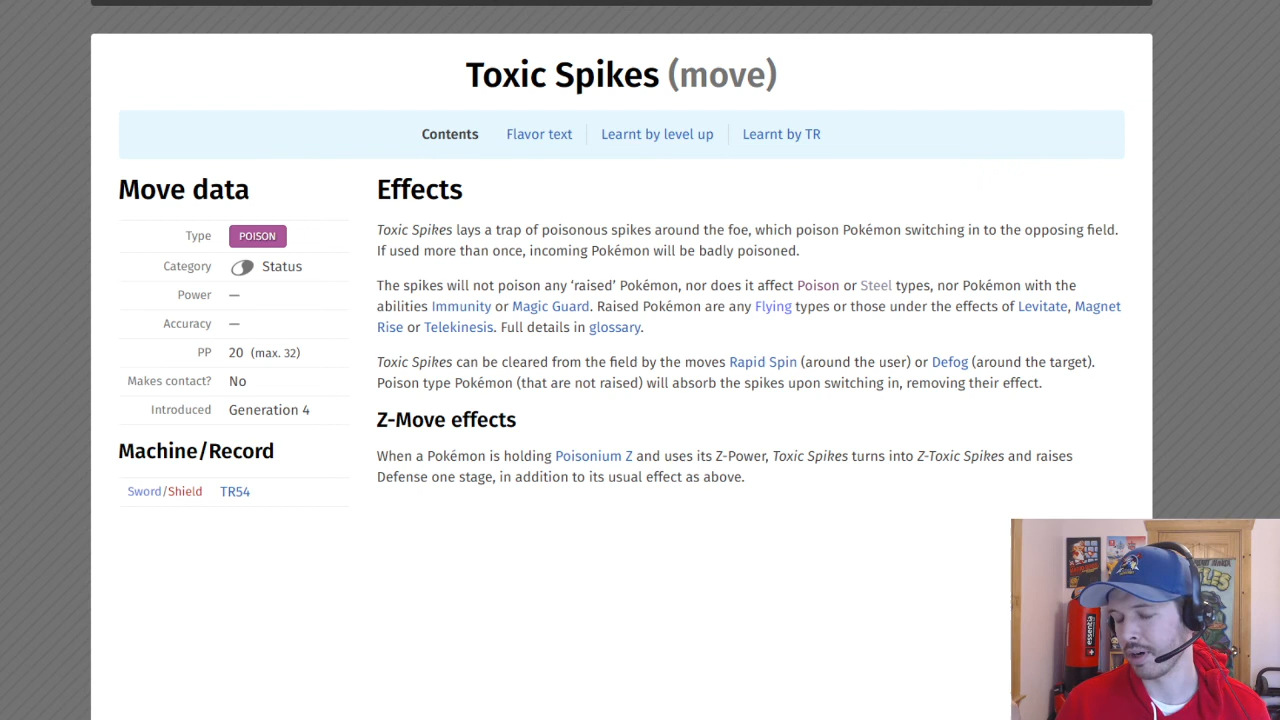 Toxic Spikes (move)
Contents Flavor text Learnt by level up Learnt by TR
Move data
Type POISON
Category Status
Power —
Accuracy —
PP 20 (max. 32)
Makes contact? No
Introduced Generation 4
Machine/Record
Sword/Shield TR54
Effects
Toxic Spikes lays a trap of poisonous spikes around the foe, which poison Pokémon switching in to the opposing field.
If used more than once, incoming Pokémon will be badly poisoned.
The spikes will not poison any ‘raised’ Pokémon, nor does it affect Poison or Steel types, nor Pokémon with the
abilities Immunity or Magic Guard. Raised Pokémon are any Flying types or those under the effects of Levitate, Magnet
Rise or Telekinesis. Full details in glossary.
Toxic Spikes can be cleared from the field by the moves Rapid Spin (around the user) or Defog (around the target).
Poison type Pokémon (that are not raised) will absorb the spikes upon switching in, removing their effect.
Z-Move effects
When a Pokémon is holding Poisonium Z and uses its Z-Power, Toxic Spikes turns into Z-Toxic Spikes and raises
Defense one stage, in addition to its usual effect as above.
essentia